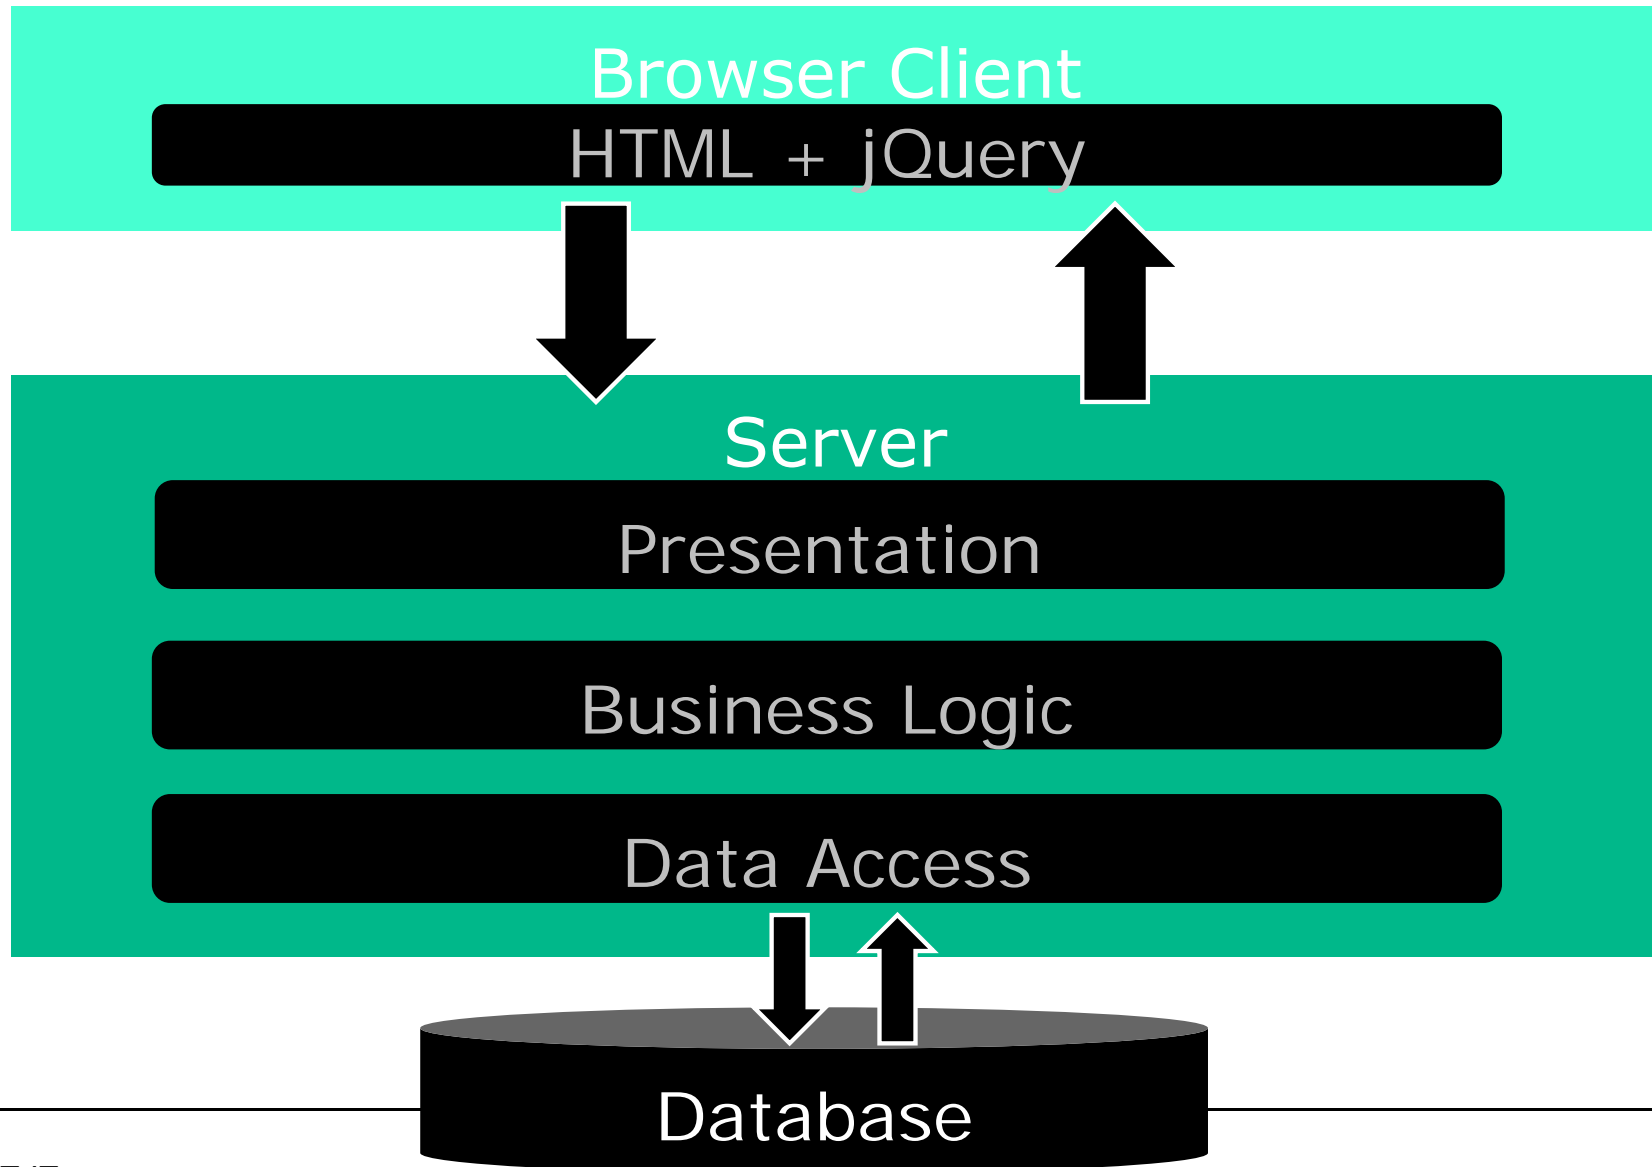 Browser Client
HTML + jQuery
Server
Presentation
Business Logic
Data Access
Database